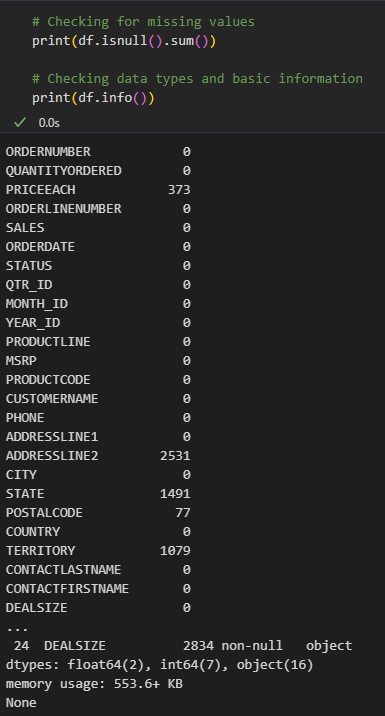 # Checking for missing values
print(df.isnull().sum())
# Checking data types and basic information
print(df.info())
✓ 0.0s
ORDERNUMBER 0
QUANTITYORDERED 0
PRICEEACH 373
ORDERLINENUMBER 0
SALES 0
ORDERDATE 0
STATUS 0
QTR_ID 0
MONTH_ID 0
YEAR_ID 0
PRODUCTLINE 0
MSRP 0
PRODUCTCODE 0
CUSTOMERNAME 0
PHONE 0
ADDRESSLINE1 0
ADDRESSLINE2 2531
CITY 0
STATE 1491
POSTALCODE 77
COUNTRY 0
TERRITORY 1079
CONTACTLASTNAME 0
CONTACTFIRSTNAME 0
DEALSIZE 0
...
24 DEALSIZE 2834 non-null object
dtypes: float64(2), int64(7), object(16)
memory usage: 553.6+ KB
None